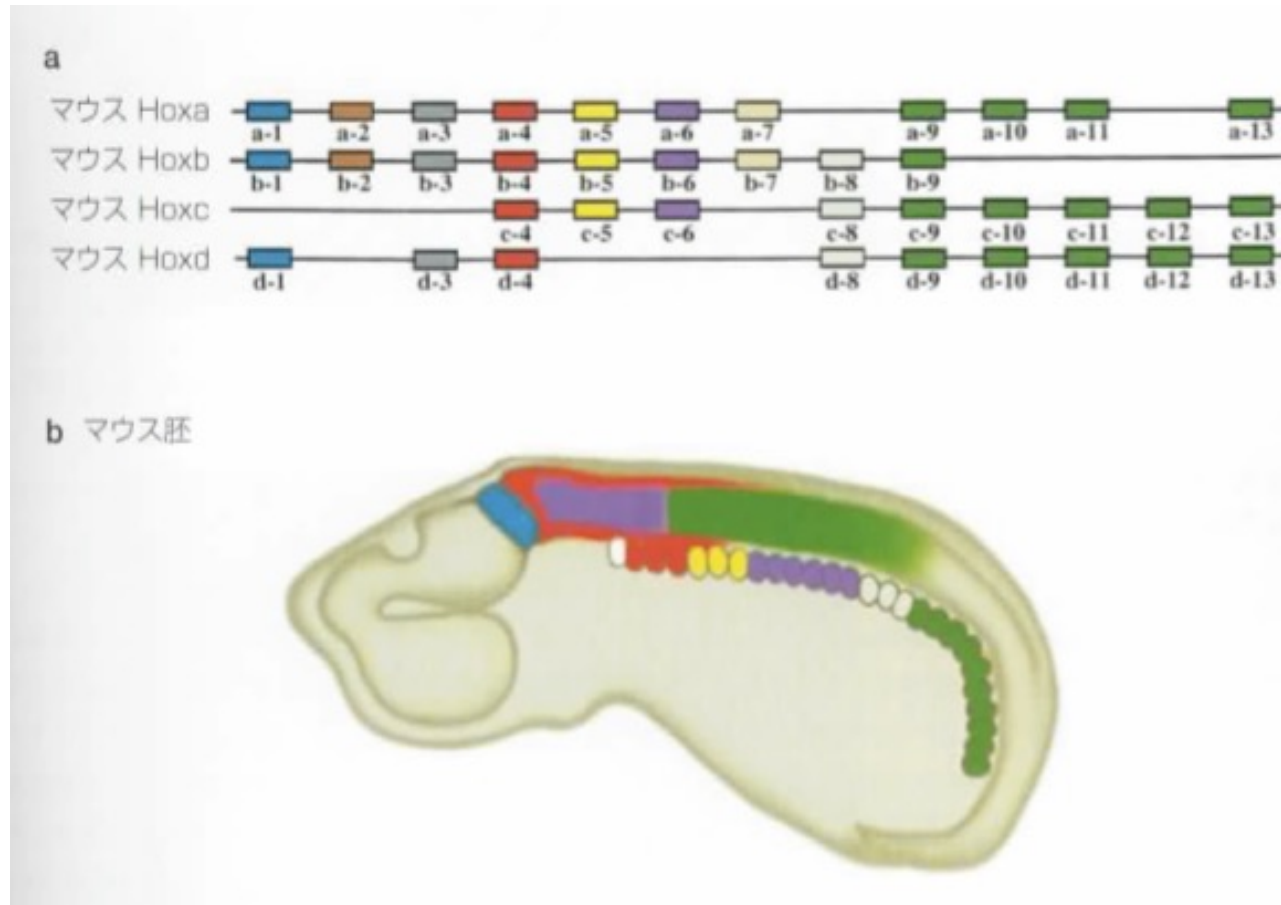 a
マウス Hoxa
a-1 a-2 a-3 a-4 a-5 a-6 a-7 a-9 a-10 a-11 a-13
マウス Hoxb
b-1 b-2 b-3 b-4 b-5 b-6 b-7 b-8 b-9
マウス Hoxc
c-4 c-5 c-6 c-8 c-9 c-10 c-11 c-12 c-13
マウス Hoxd
d-1 d-3 d-4 d-8 d-9 d-10 d-11 d-12 d-13
b マウス胚